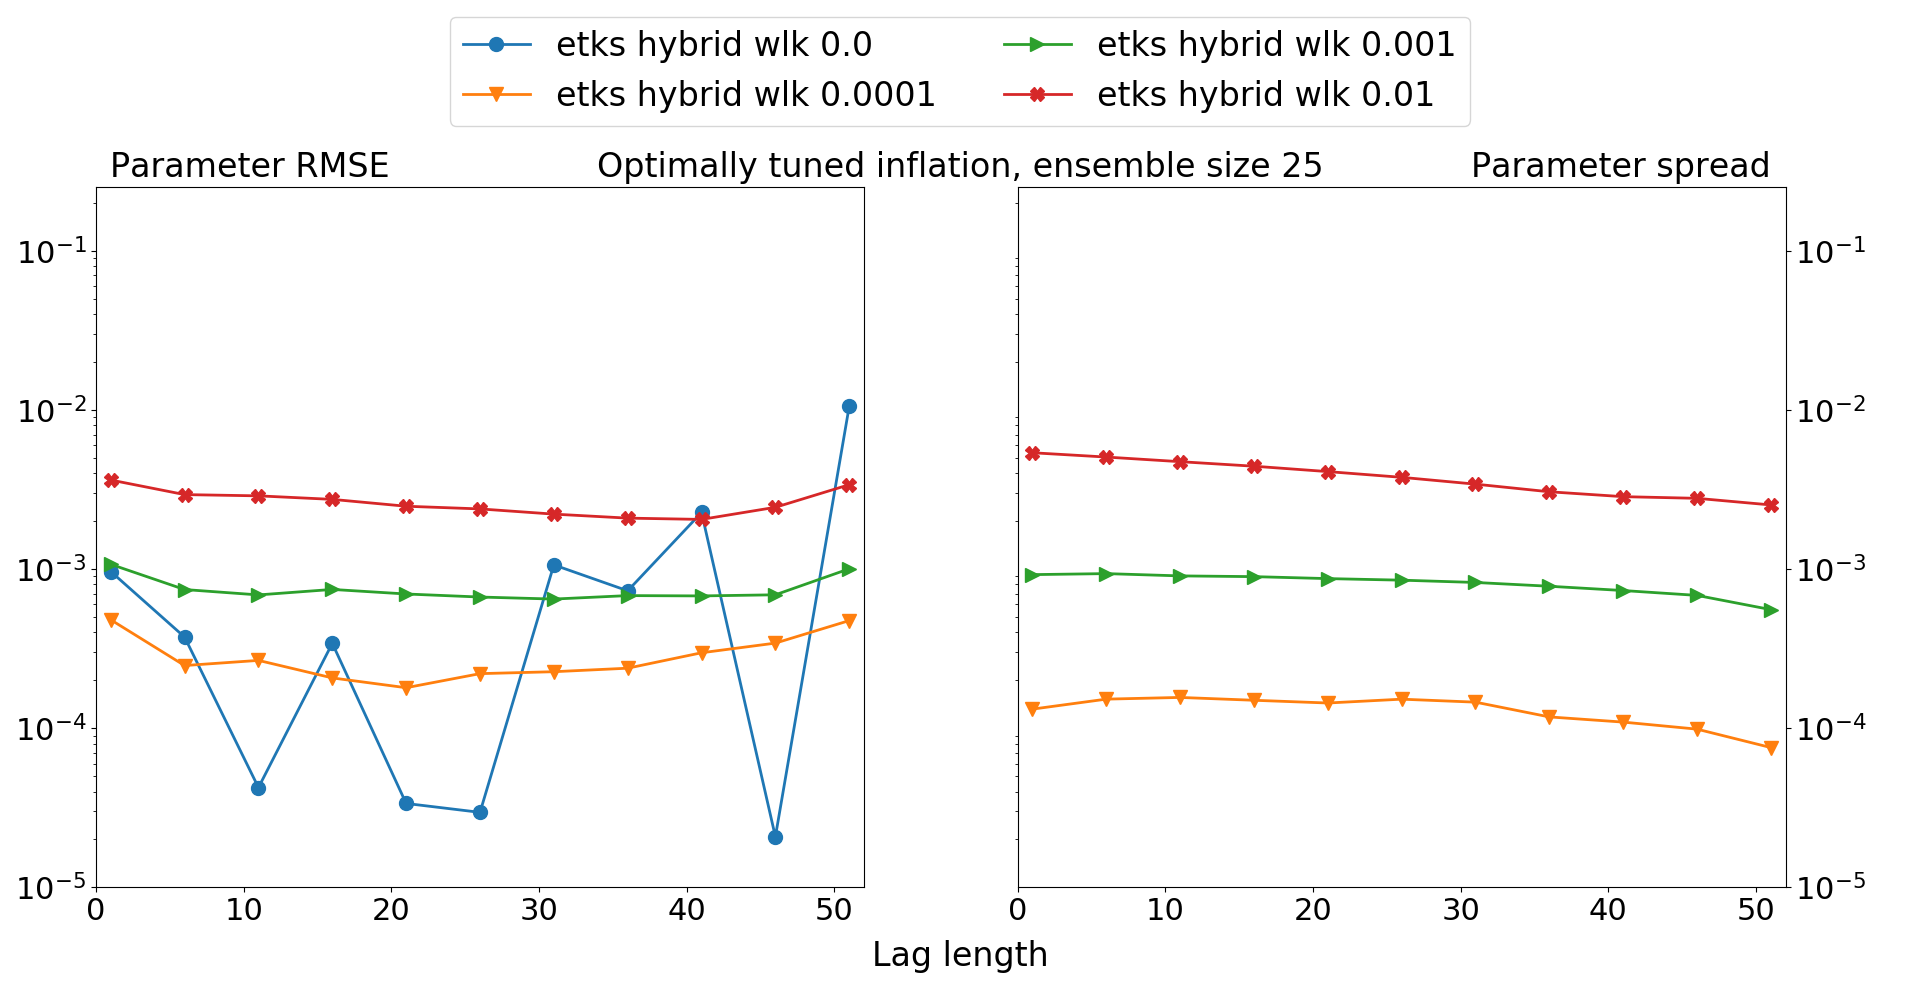 etks hybrid wlk 0.0
etks hybrid wlk 0.001
etks hybrid wlk 0.0001
etks hybrid wlk 0.01
Parameter RMSE
Optimally tuned inflation, ensemble size 25
Parameter spread
10⁻¹
10⁻²
10⁻³
10⁻⁴
10⁻⁵
0 10 20 30 40 50
10⁻¹
10⁻²
10⁻³
10⁻⁴
10⁻⁵
0 10 20 30 40 50
Lag length